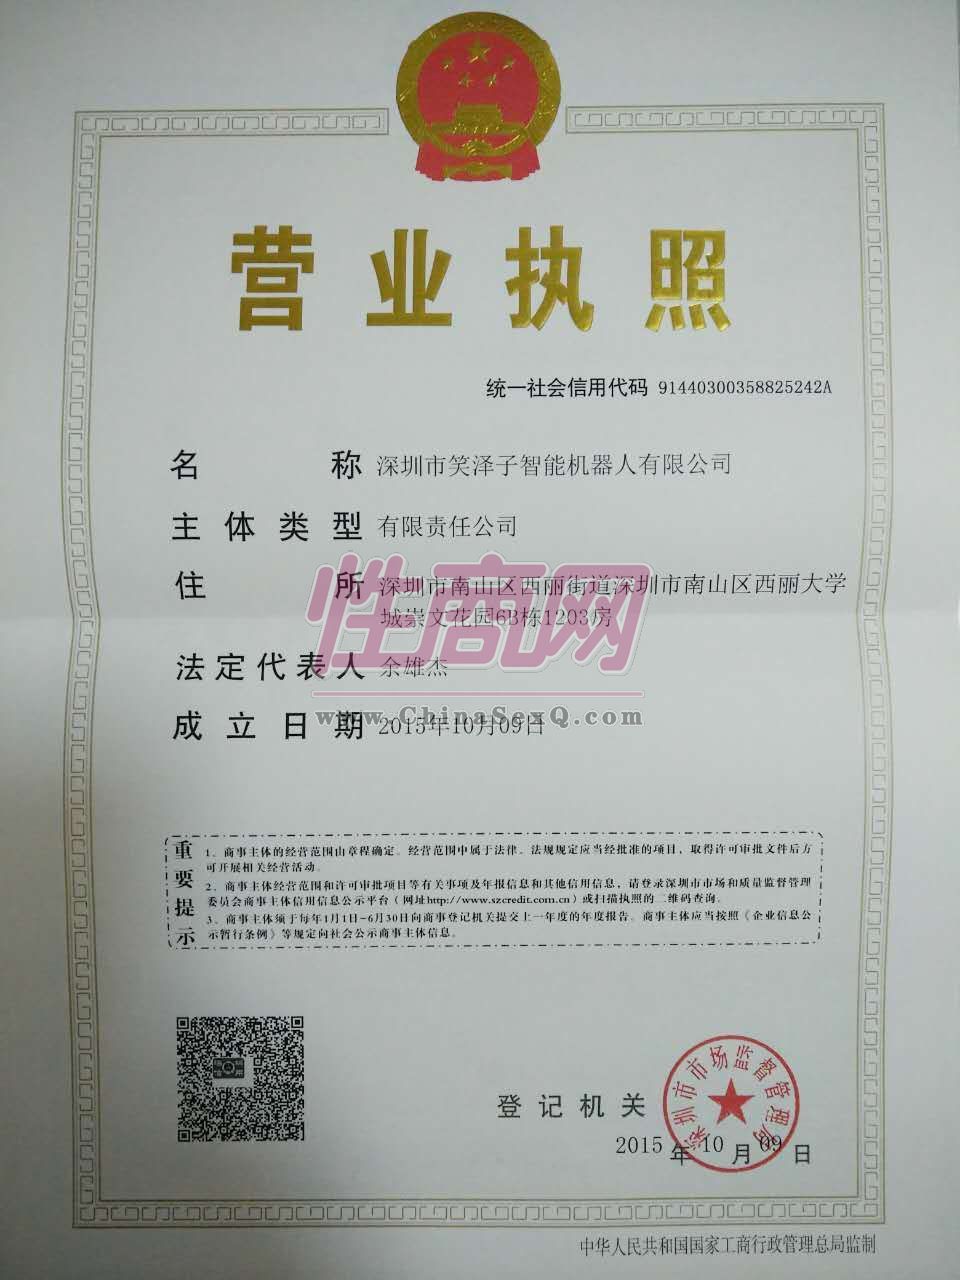 营业执照
统一社会信用代码 91440300358825242A
名称 深圳市笑泽子智能机器人有限公司
主体类型 有限责任公司
住所 深圳市南山区西丽街道深圳市南山区西丽大学
城崇文花园6B栋1203房
性商网
法定代表人 余雄杰
www.ChinaSexQ.com
成立日期 2015年10月09日
重要提示
1．商事主体的经营范围由章程确定。经营范围中属于法律、法规规定应当经批准的项目，取得许可审批文件后方
可开展相关经营活动。
2．商事主体经营范围和许可审批项目等有关事项及年报信息和其他信用信息，请登录深圳市市场和质量监督管理
委员会商事主体信用信息公示平台（网址http://www.szcredit.com.cn）或扫描执照的二维码查询。
3．商事主体须于每年1月1日-6月30日向商事登记机关提交上一年度的年度报告。商事主体应当按照《企业信息公
示暂行条例》等规定向社会公示商事主体信息。
登记机关
深圳市市场监督管理局
2015年10月09日
中华人民共和国国家工商行政管理总局监制